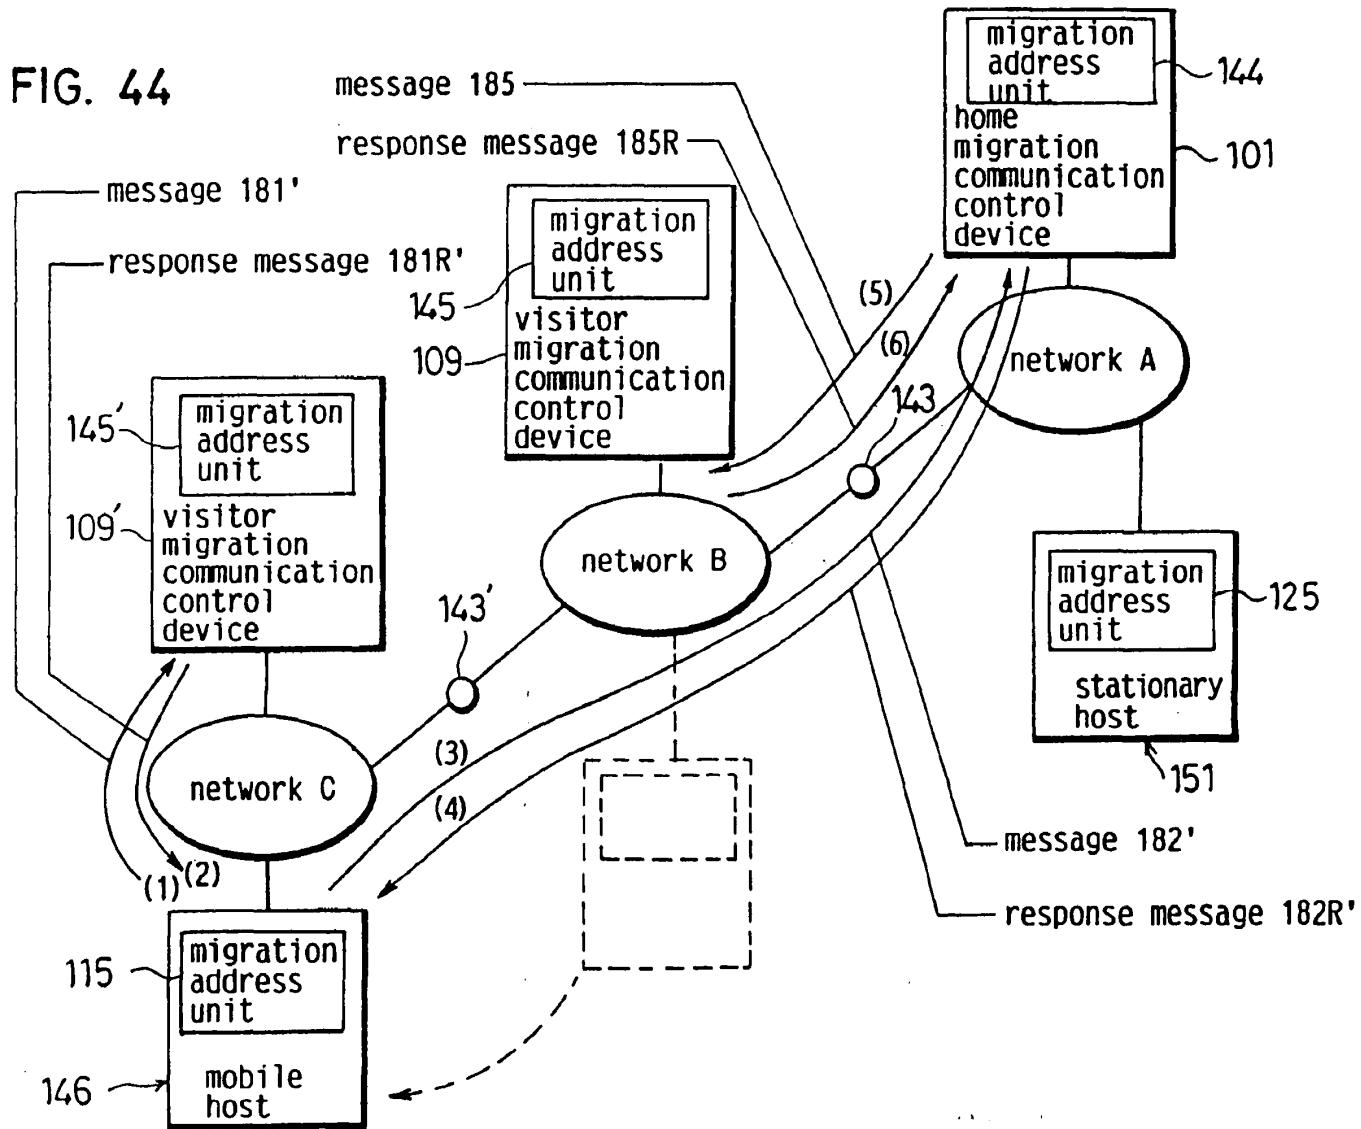 FIG. 44
message 185
response message 185R
message 181'
response message 181R'
migration
address
unit
144
home
migration
communication
control
device
101
migration
address
unit
145
visitor
109
migration
communication
control
device
(5)
(6)
143
network A
migration
address
unit
145'
visitor
109'
migration
communication
control
device
network B
143'
migration
address
unit
125
stationary
host
151
network C
(3)
(4)
(1)
(2)
message 182'
response message 182R'
migration
address
unit
115
mobile
host
146